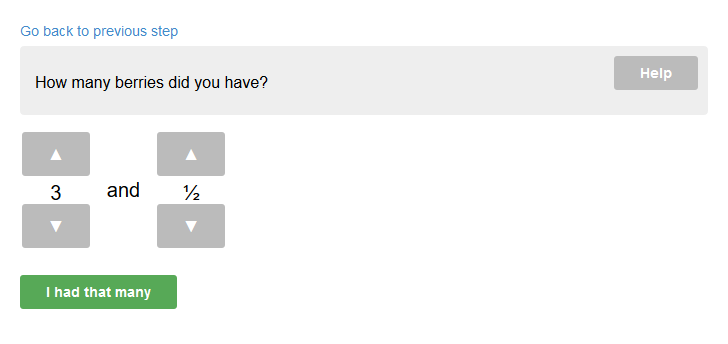 Go back to previous step
How many berries did you have?
Help
3 and ½
I had that many